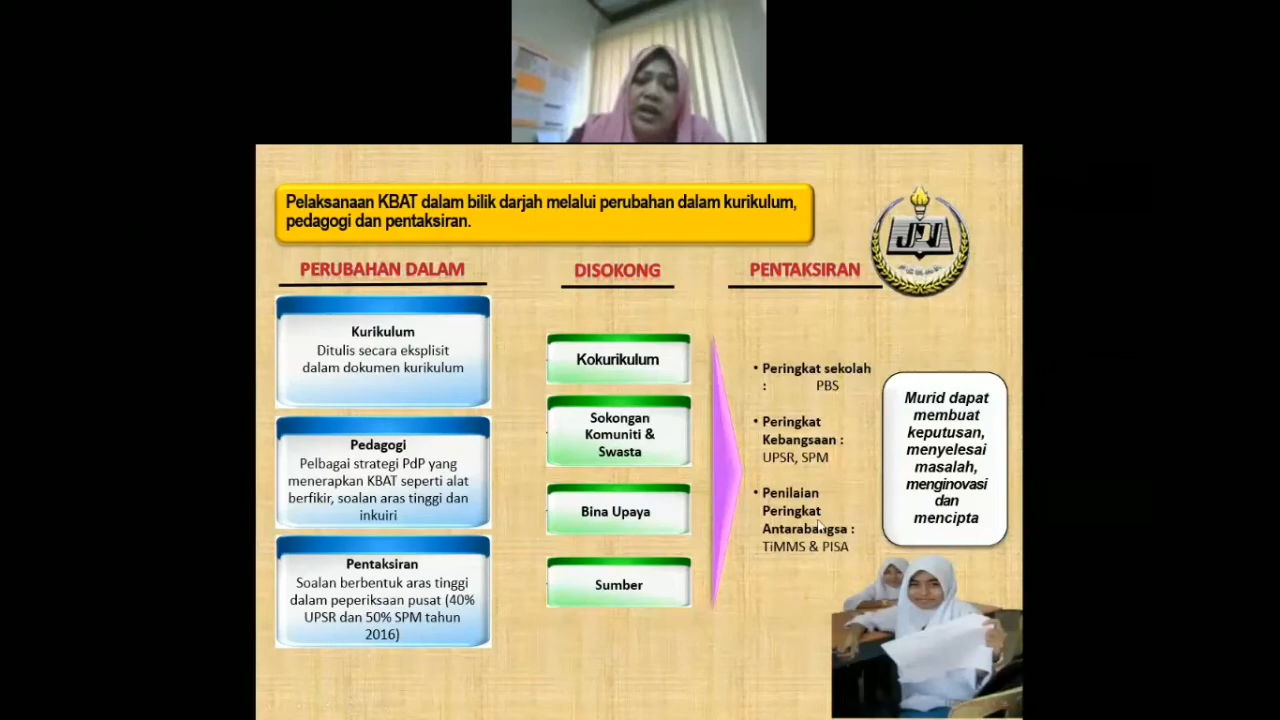 Pelaksanaan KBAT dalam bilik darjah melalui perubahan dalam kurikulum,
pedagogi dan pentaksiran.
PERUBAHAN DALAM
Kurikulum
Ditulis secara eksplisit
dalam dokumen kurikulum
Pedagogi
Pelbagai strategi PdP yang
menerapkan KBAT seperti alat
berfikir, soalan aras tinggi dan
inkuiri
Pentaksiran
Soalan berbentuk aras tinggi
dalam peperiksaan pusat (40%
UPSR dan 50% SPM tahun
2016)
DISOKONG
Kokurikulum
Sokongan
Komuniti &
Swasta
Bina Upaya
Sumber
PENTAKSIRAN
• Peringkat sekolah
: PBS
• Peringkat
Kebangsaan :
UPSR, SPM
• Penilaian
Peringkat
Antarabangsa :
TiMMS & PISA
Murid dapat
membuat
keputusan,
menyelesai
masalah,
menginovasi
dan
mencipta